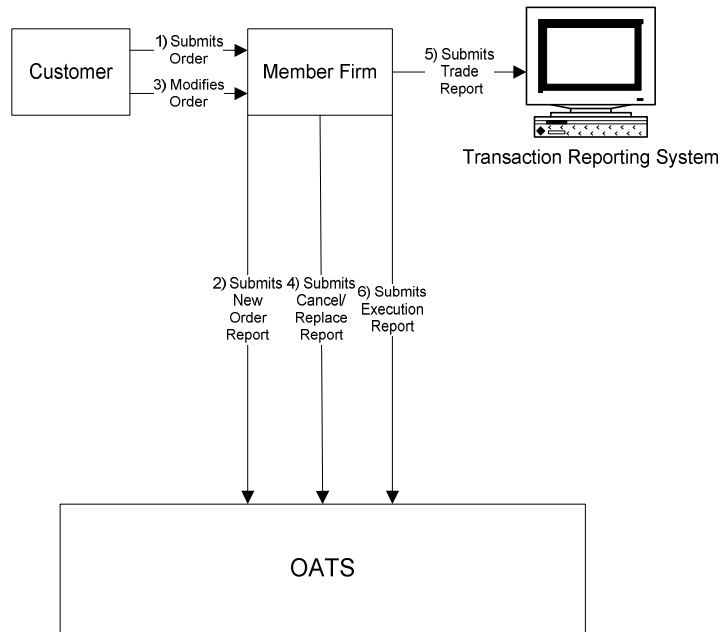 Customer
1) Submits
Order
3) Modifies
Order
Member Firm
5) Submits
Trade
Report
Transaction Reporting System
2) Submits
New
Order
Report
4) Submits
Cancel/
Replace
Report
6) Submits
Execution
Report
OATS